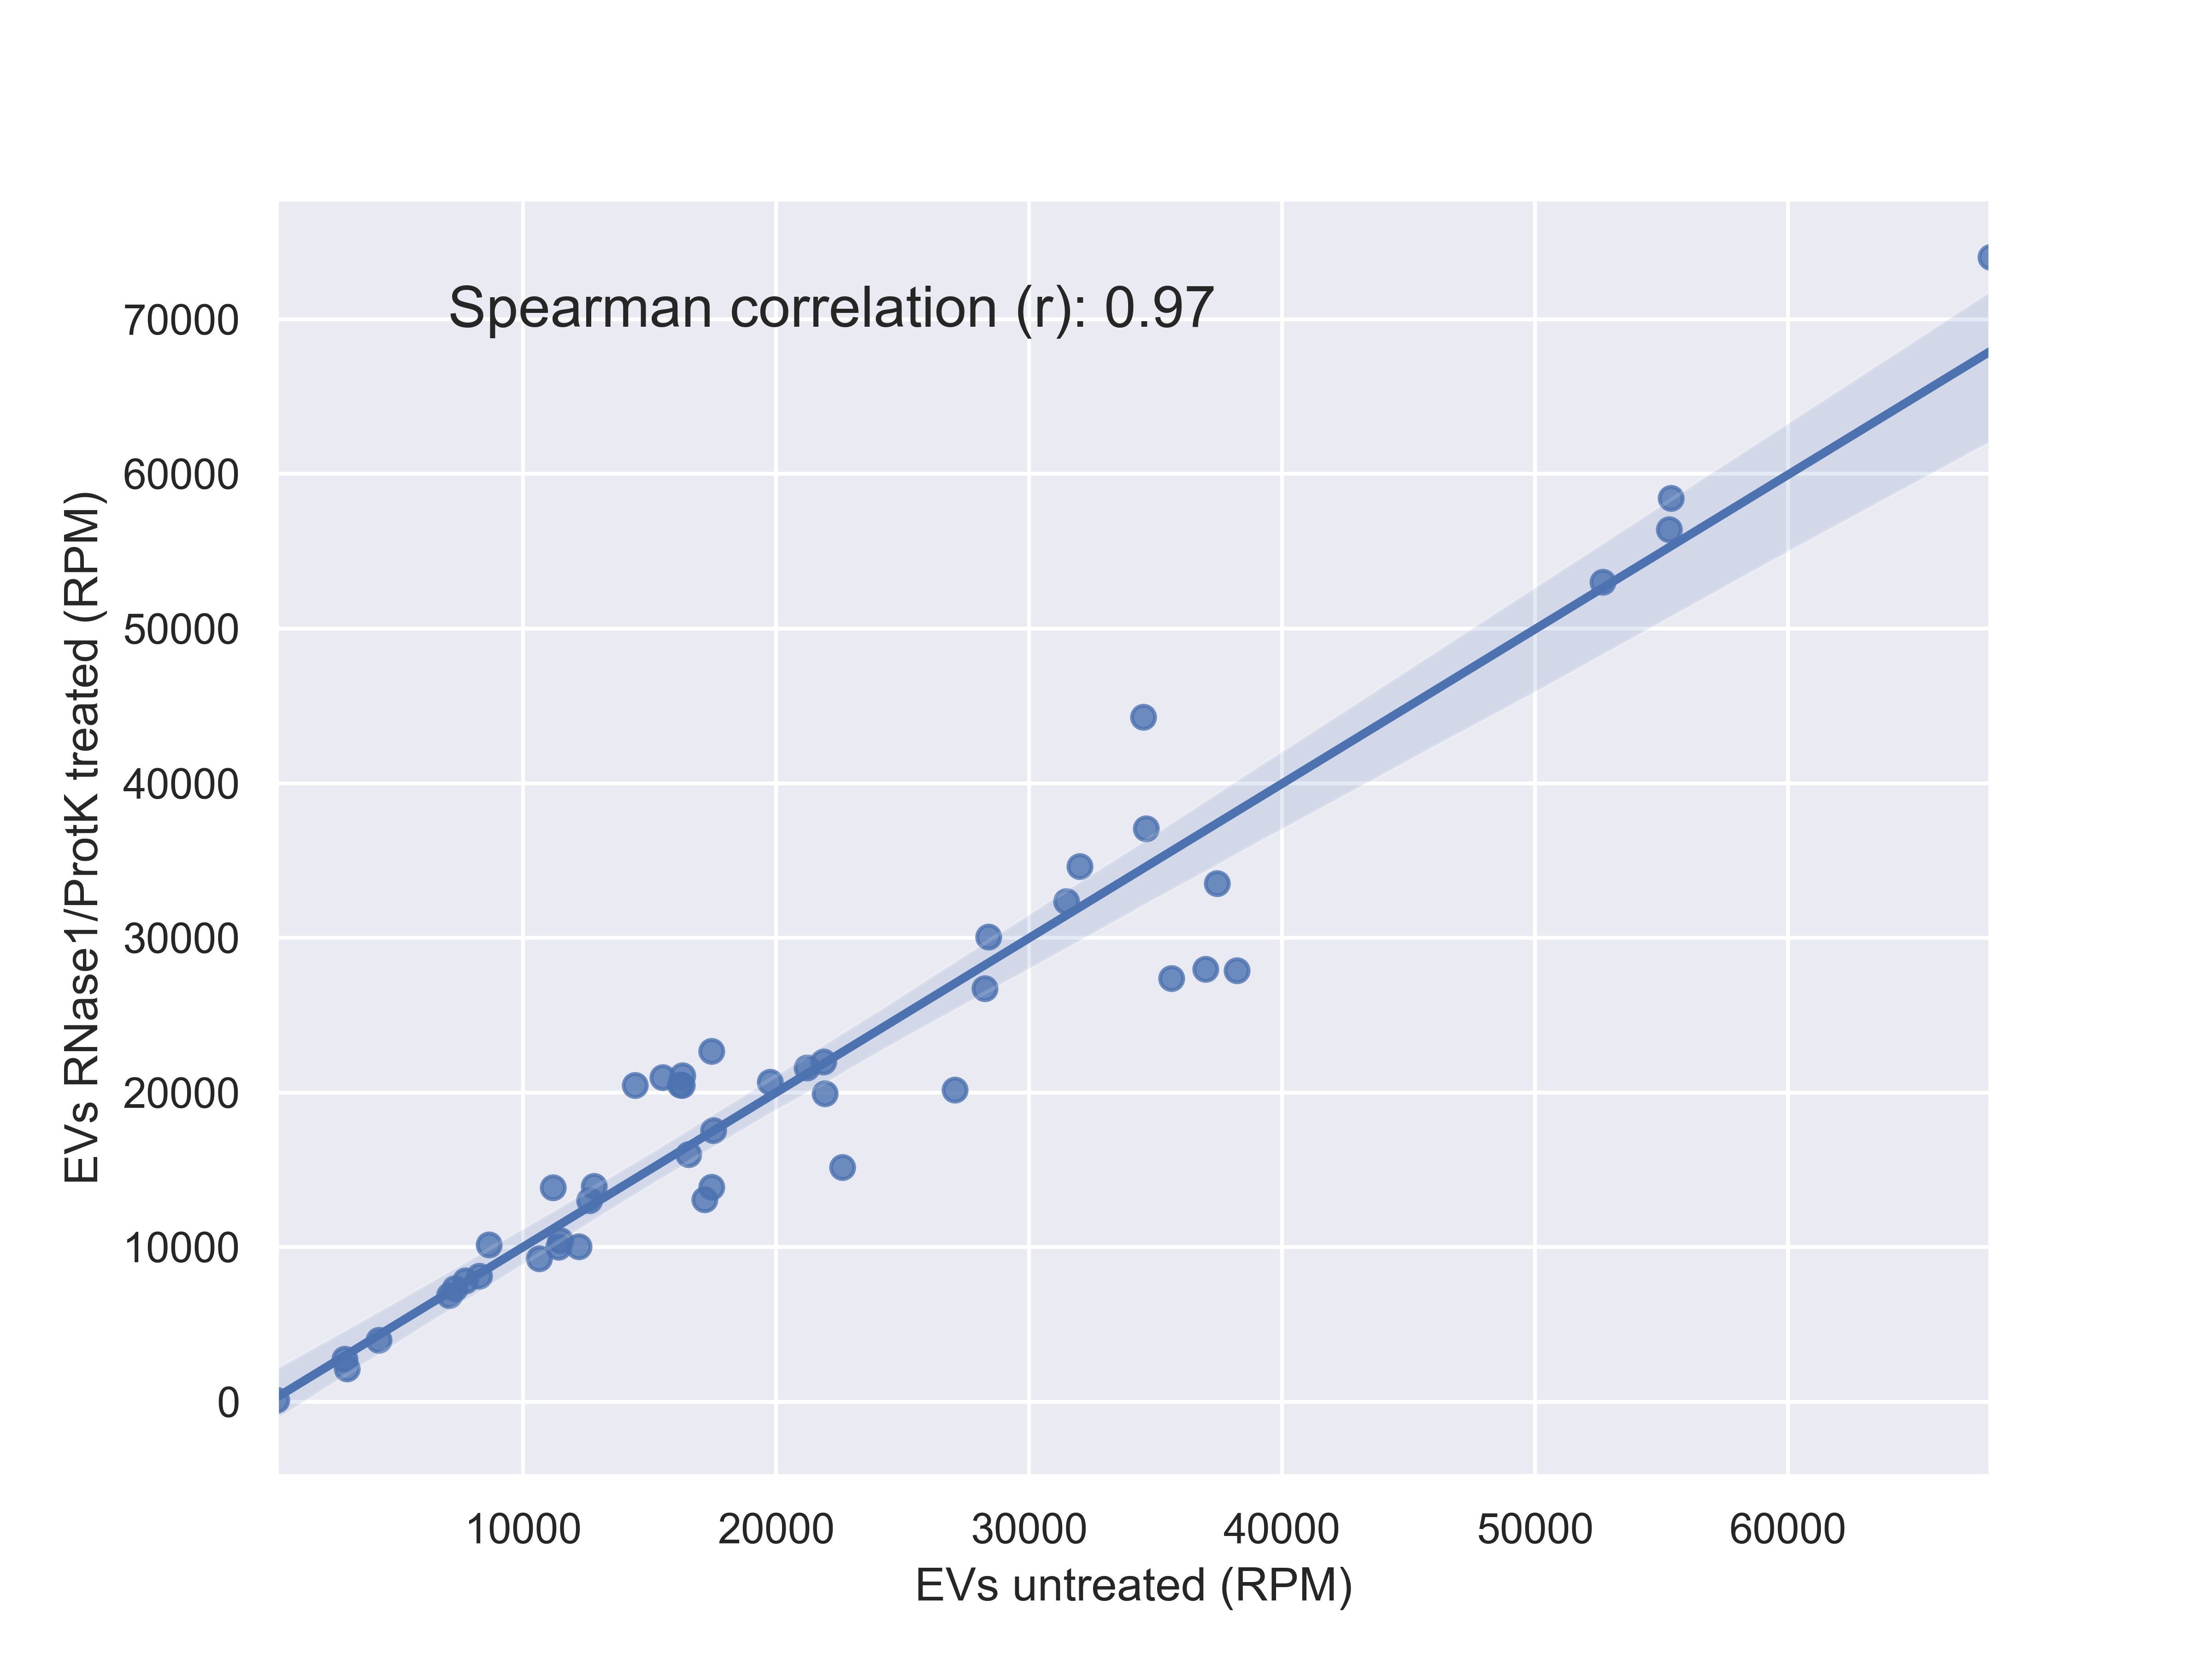 Spearman correlation (r): 0.97
70000
60000
50000
40000
30000
20000
10000
0
EVs RNase1/ProtK treated (RPM)
10000 20000 30000 40000 50000 60000
EVs untreated (RPM)